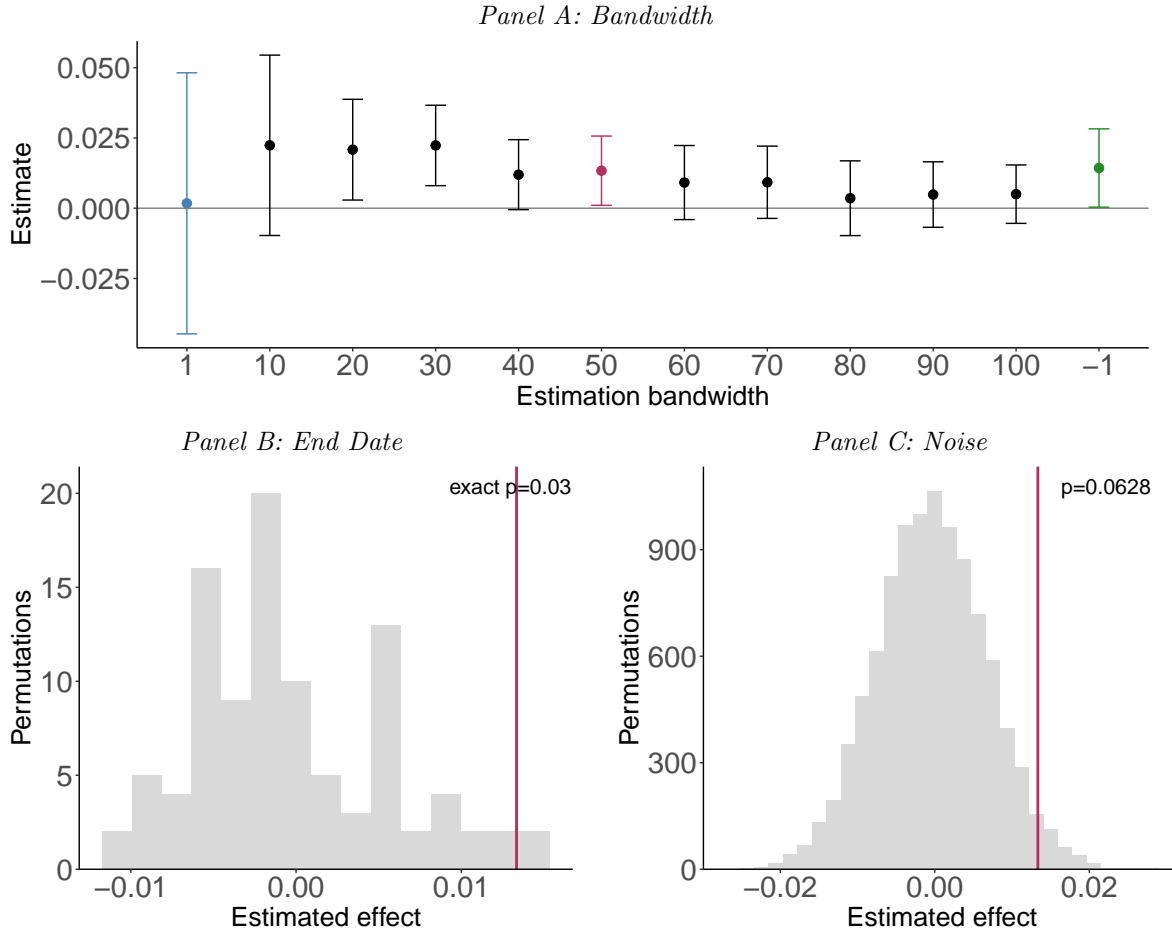 Panel A: Bandwidth
0.050
0.025
0.000
−0.025
Estimate
1 10 20 30 40 50 60 70 80 90 100 −1
Estimation bandwidth
Panel B: End Date
exact p=0.03
20
15
10
5
0
Permutations
−0.01 0.00 0.01
Estimated effect
Panel C: Noise
p=0.0628
900
600
300
0
Permutations
−0.02 0.00 0.02
Estimated effect